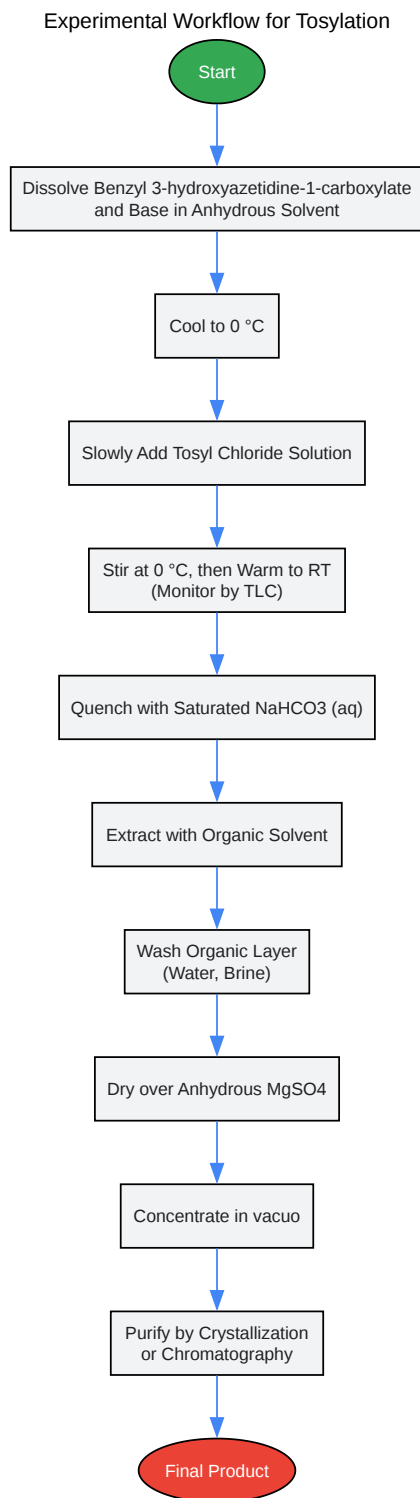 Experimental Workflow for Tosylation
Start
Dissolve Benzyl 3-hydroxyazetidine-1-carboxylate
and Base in Anhydrous Solvent
Cool to 0 °C
Slowly Add Tosyl Chloride Solution
Stir at 0 °C, then Warm to RT
(Monitor by TLC)
Quench with Saturated NaHCO3 (aq)
Extract with Organic Solvent
Wash Organic Layer
(Water, Brine)
Dry over Anhydrous MgSO4
Concentrate in vacuo
Purify by Crystallization
or Chromatography
Final Product